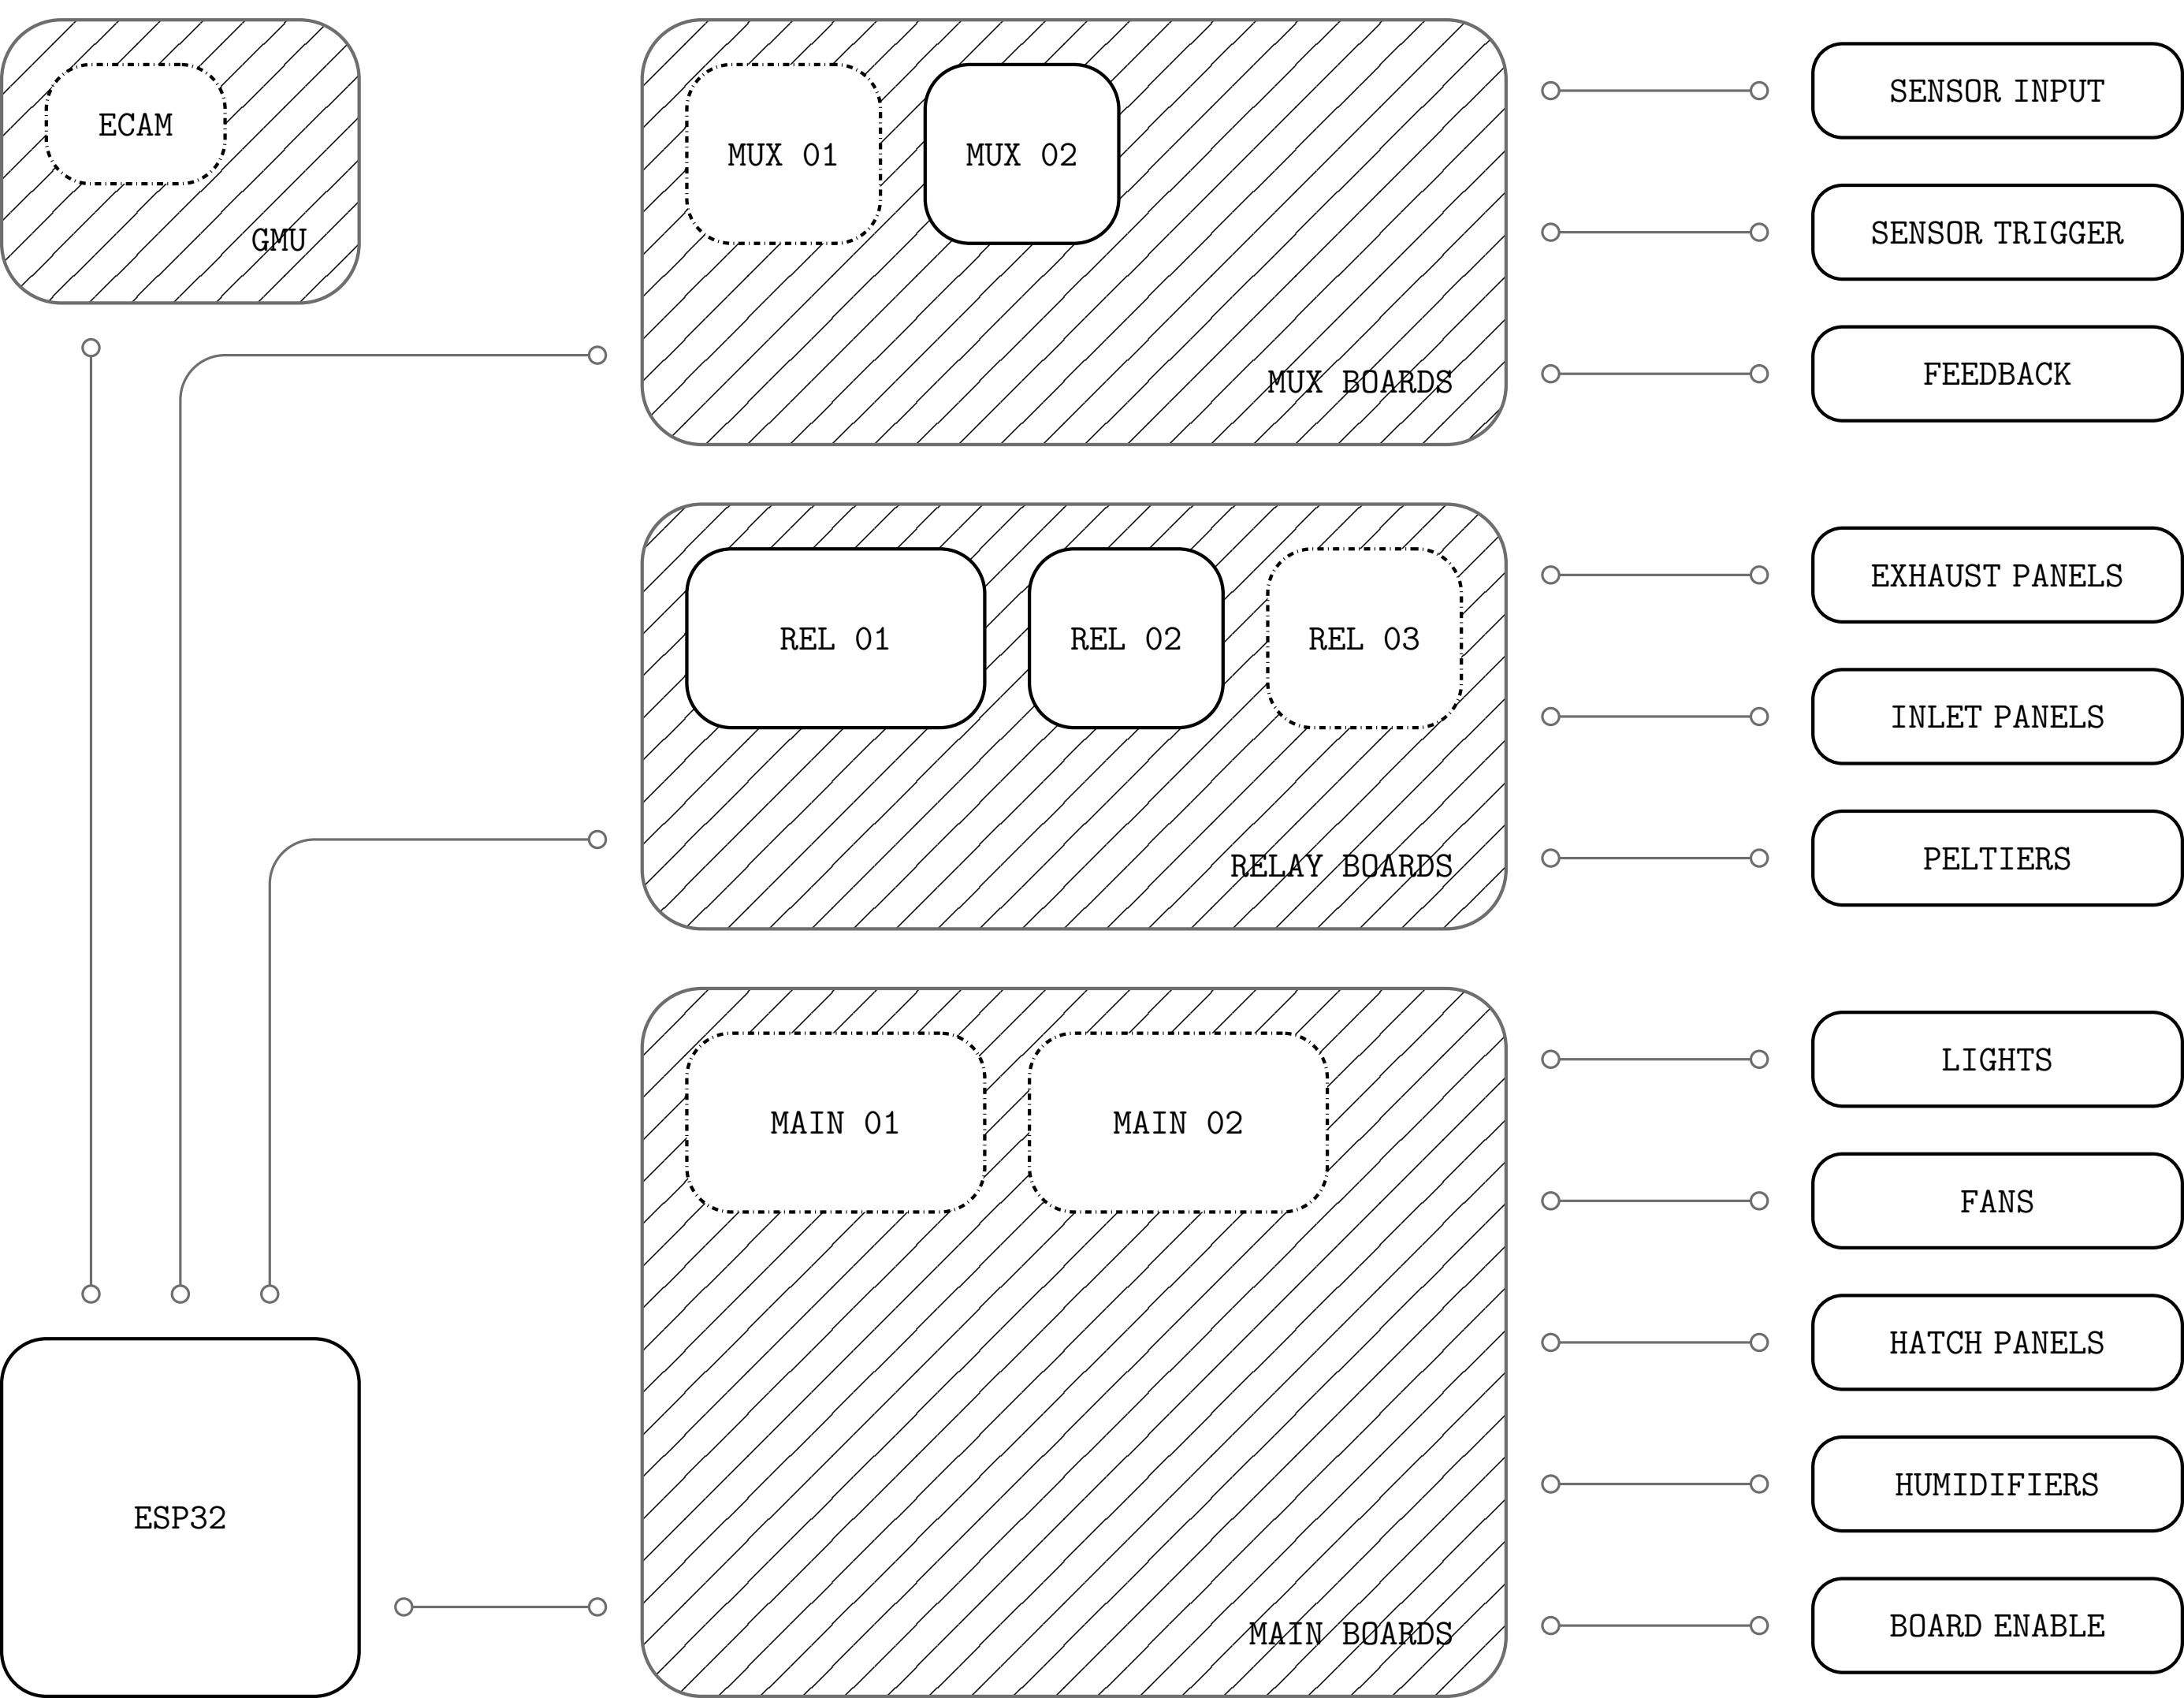 ECAM
GMU
MUX 01
MUX 02
MUX BOARDS
SENSOR INPUT
SENSOR TRIGGER
FEEDBACK
REL 01
REL 02
REL 03
RELAY BOARDS
EXHAUST PANELS
INLET PANELS
PELTIERS
MAIN 01
MAIN 02
MAIN BOARDS
LIGHTS
FANS
HATCH PANELS
HUMIDIFIERS
BOARD ENABLE
ESP32